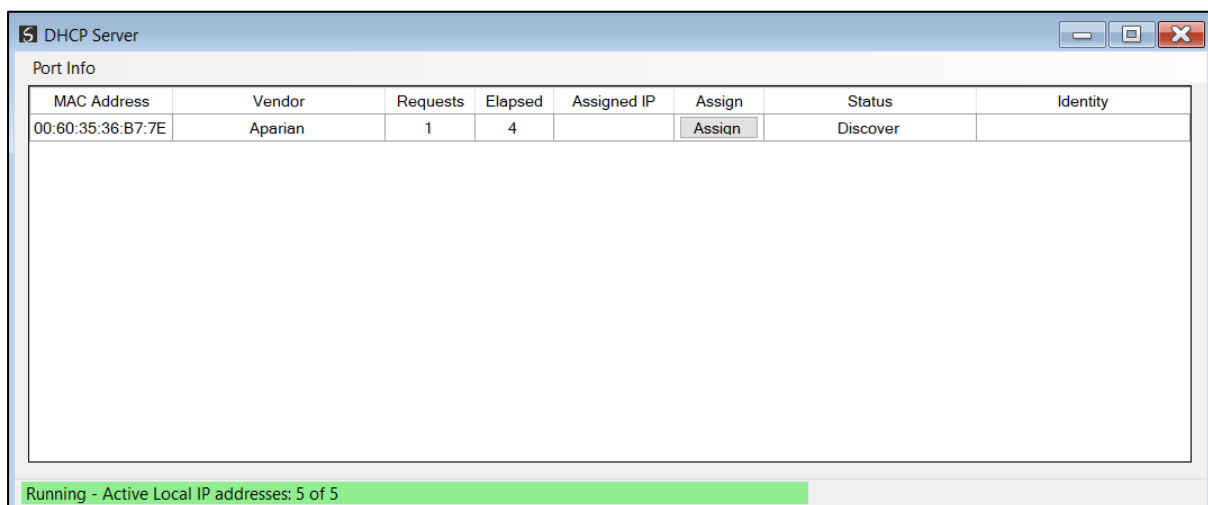 DHCP Server
Port Info
MAC Address Vendor Requests Elapsed Assigned IP Assign Status Identity
00:60:35:36:B7:7E Aparian 1 4 Assign Discover
Running - Active Local IP addresses: 5 of 5